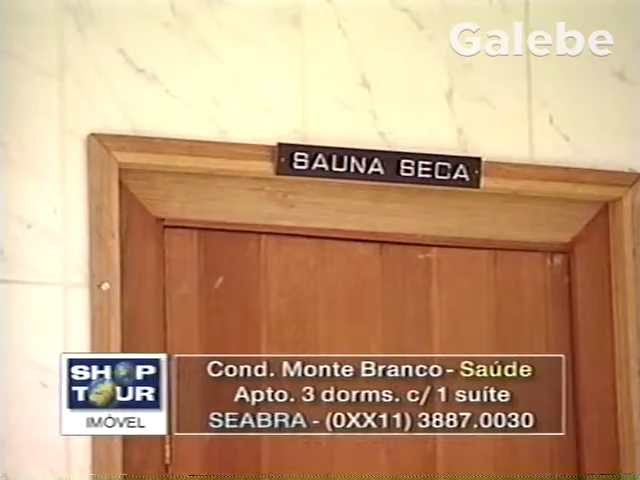 Galebe
SAUNA SECA
SHOP
TOUR
IMÓVEL
Cond. Monte Branco - Saúde
Apto. 3 dorms. c/ 1 suíte
SEABRA - (0XX11) 3887.0030